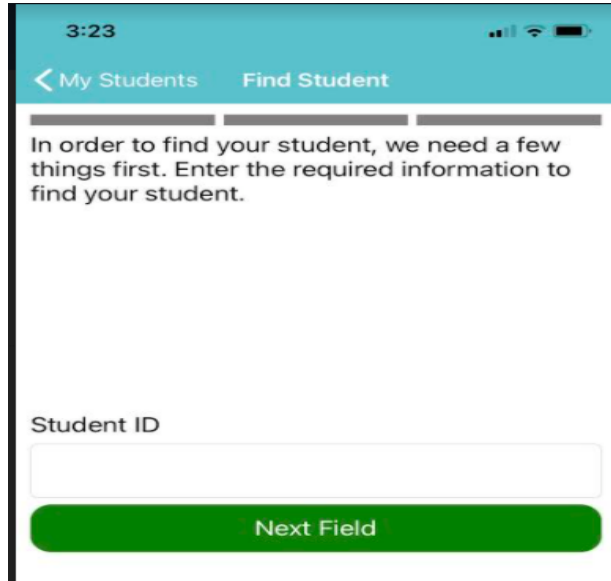 3:23
My Students Find Student
In order to find your student, we need a few
things first. Enter the required information to
find your student.
Student ID
Next Field